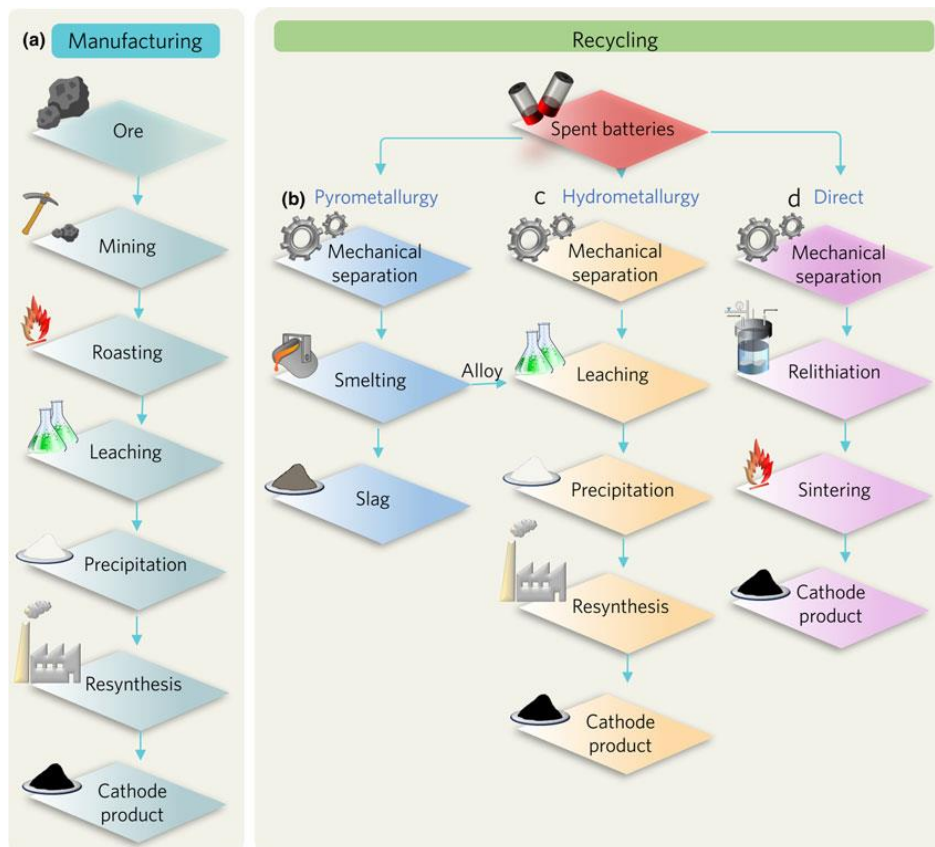 (a) Manufacturing
Ore
Mining
Roasting
Leaching
Precipitation
Resynthesis
Cathode
product
Recycling
Spent batteries
(b) Pyrometallurgy
Mechanical
separation
Smelting
Alloy
Slag
c Hydrometallurgy
Mechanical
separation
Leaching
Precipitation
Resynthesis
Cathode
product
d Direct
Mechanical
separation
Relithiation
Sintering
Cathode
product